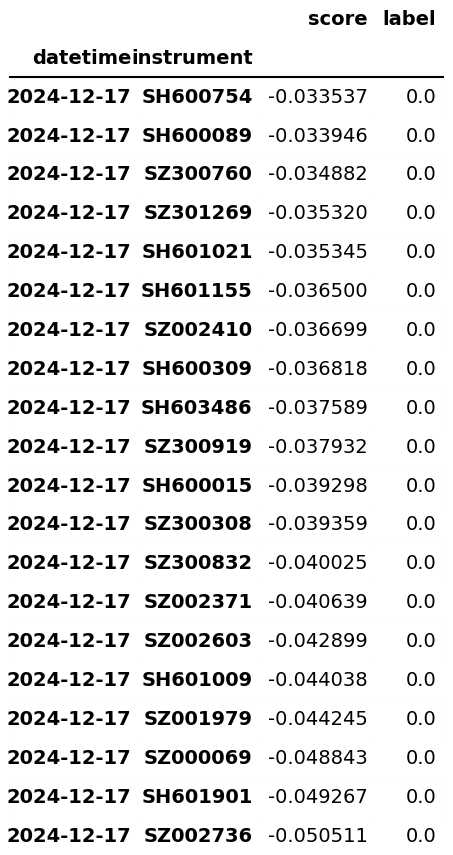 score label
datetime instrument
2024-12-17 SH600754 -0.033537 0.0
2024-12-17 SH600089 -0.033946 0.0
2024-12-17 SZ300760 -0.034882 0.0
2024-12-17 SZ301269 -0.035320 0.0
2024-12-17 SH601021 -0.035345 0.0
2024-12-17 SH601155 -0.036500 0.0
2024-12-17 SZ002410 -0.036699 0.0
2024-12-17 SH600309 -0.036818 0.0
2024-12-17 SH603486 -0.037589 0.0
2024-12-17 SZ300919 -0.037932 0.0
2024-12-17 SH600015 -0.039298 0.0
2024-12-17 SZ300308 -0.039359 0.0
2024-12-17 SZ300832 -0.040025 0.0
2024-12-17 SZ002371 -0.040639 0.0
2024-12-17 SZ002603 -0.042899 0.0
2024-12-17 SH601009 -0.044038 0.0
2024-12-17 SZ001979 -0.044245 0.0
2024-12-17 SZ000069 -0.048843 0.0
2024-12-17 SH601901 -0.049267 0.0
2024-12-17 SZ002736 -0.050511 0.0